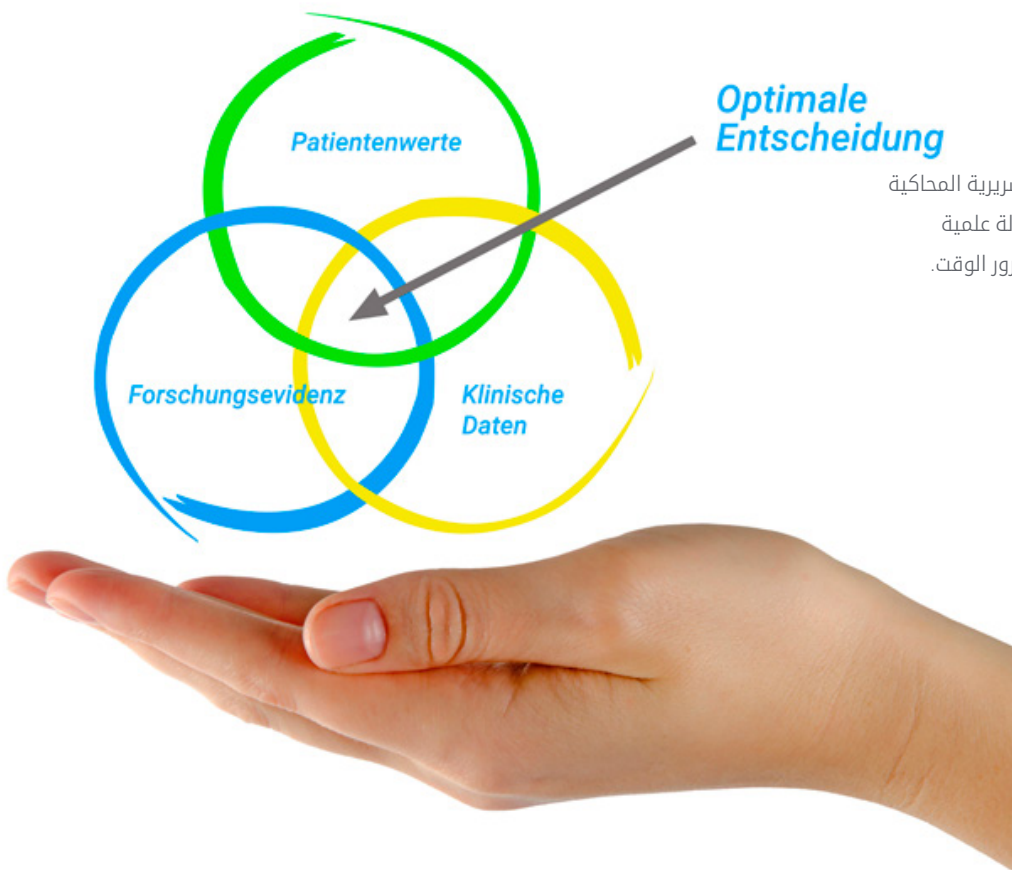 Optimale
Entscheidung
Patientenwerte
المحاكية
علمية
الوقت.
Forschungsevidenz
Klinische
Daten